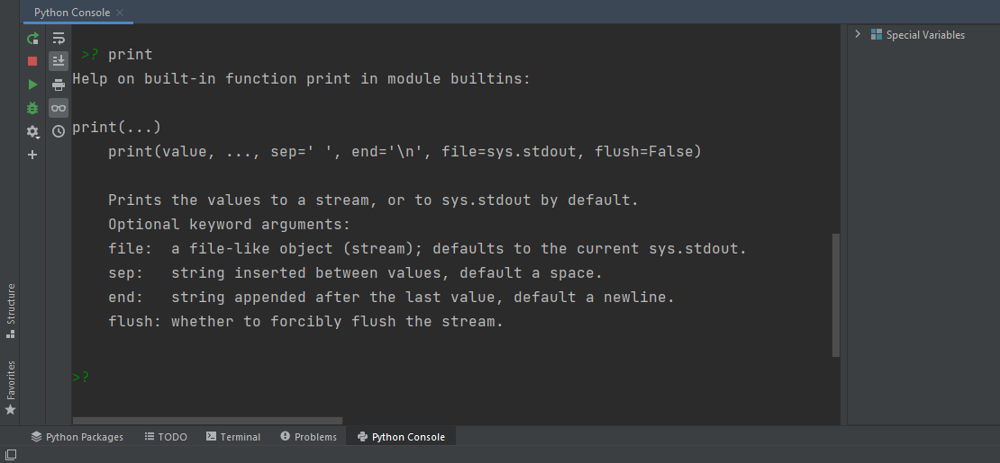 Python Console
>? print
Help on built-in function print in module builtins:
print(...)
print(value, ..., sep=' ', end='\n', file=sys.stdout, flush=False)
Prints the values to a stream, or to sys.stdout by default.
Optional keyword arguments:
file:  a file-like object (stream); defaults to the current sys.stdout.
sep:   string inserted between values, default a space.
end:   string appended after the last value, default a newline.
flush: whether to forcibly flush the stream.
>?
Special Variables
Structure
Favorites
Python Packages
TODO
Terminal
Problems
Python Console